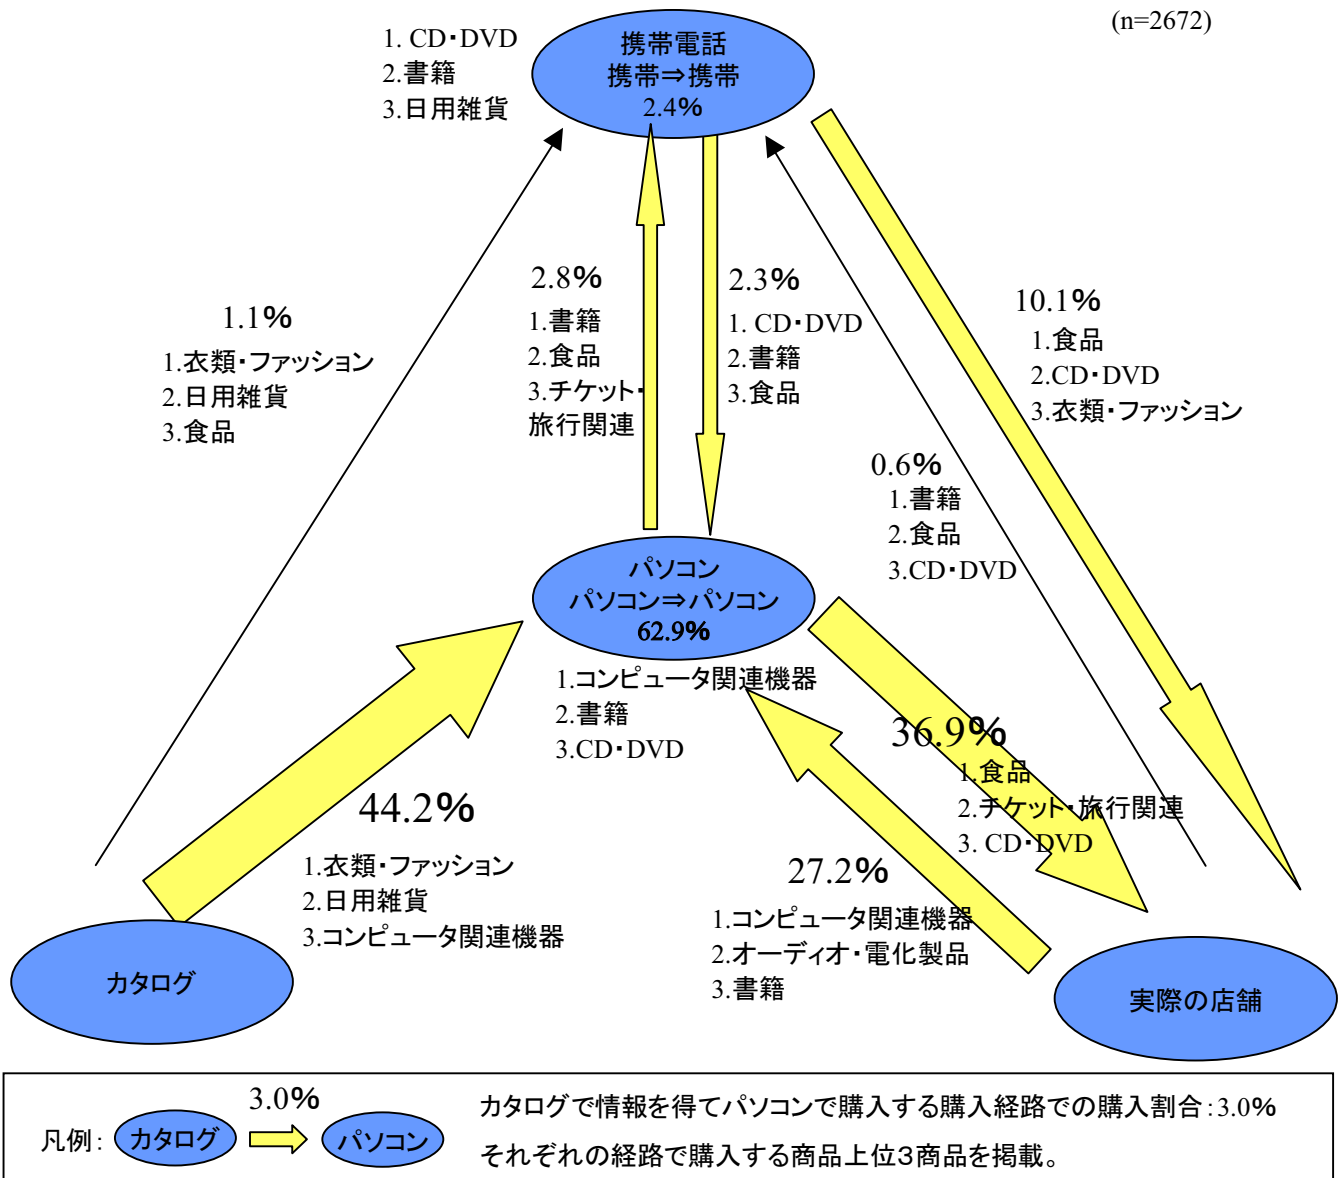 (n=2672)
1. CD・DVD
2.書籍
3.日用雑貨
携帯電話
携帯⇒携帯
2.4%
1.1%
1.衣類・ファッション
2.日用雑貨
3.食品
2.8%
1.書籍
2.食品
3.チケット・
旅行関連
2.3%
1. CD・DVD
2.書籍
3.食品
10.1%
1.食品
2.CD・DVD
3.衣類・ファッション
0.6%
1.書籍
2.食品
3.CD・DVD
パソコン
パソコン⇒パソコン
62.9%
1.コンピュータ関連機器
2.書籍
3.CD・DVD
36.9%
1.食品
2.チケット・旅行関連
3. CD・DVD
44.2%
1.衣類・ファッション
2.日用雑貨
3.コンピュータ関連機器
27.2%
1.コンピュータ関連機器
2.オーディオ・電化製品
3.書籍
カタログ
実際の店舗
凡例:
カタログ
3.0%
パソコン
カタログで情報を得てパソコンで購入する購入経路での購入割合:3.0%
それぞれの経路で購入する商品上位3商品を掲載。